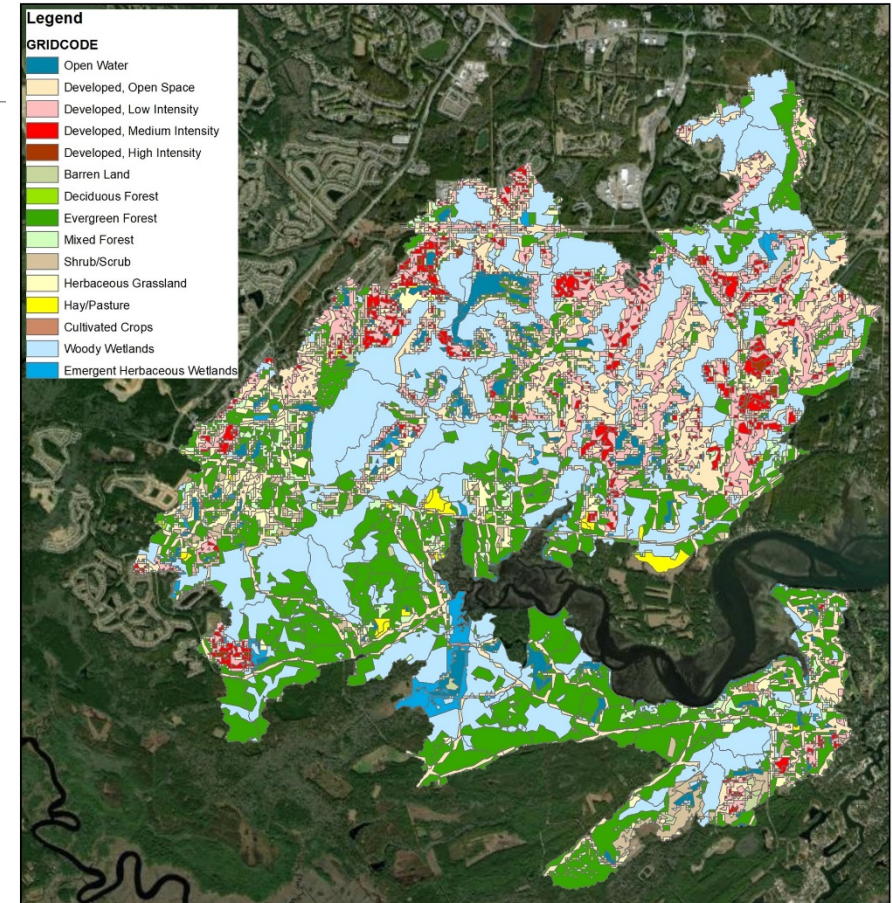 Legend
GRIDCODE
Open Water
Developed, Open Space
Developed, Low Intensity
Developed, Medium Intensity
Developed, High Intensity
Barren Land
Deciduous Forest
Evergreen Forest
Mixed Forest
Shrub/Scrub
Herbaceous Grassland
Hay/Pasture
Cultivated Crops
Woody Wetlands
Emergent Herbaceous Wetlands